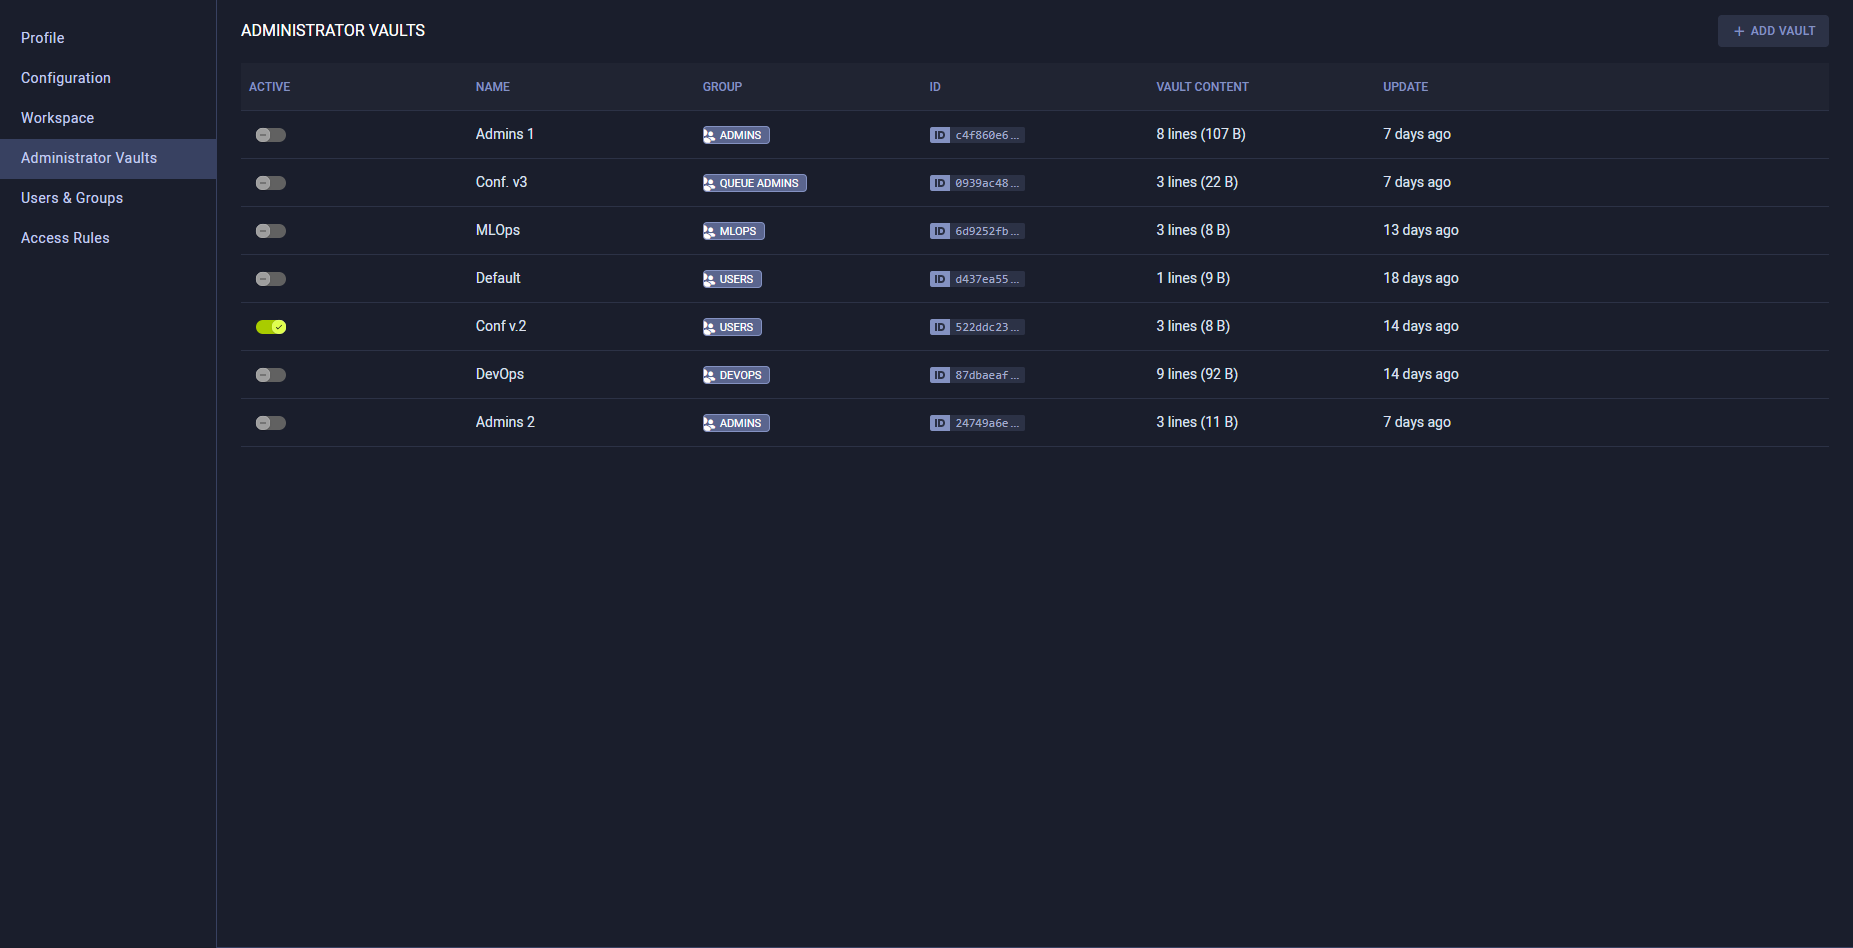 Profile
Configuration
Workspace
Administrator Vaults
Users & Groups
Access Rules
ADMINISTRATOR VAULTS
+ ADD VAULT
ACTIVE NAME GROUP ID VAULT CONTENT UPDATE
Admins 1 ADMINS ID c4f860e6... 8 lines (107 B) 7 days ago
Conf. v3 QUEUE ADMINS ID 0939ac48... 3 lines (22 B) 7 days ago
MLOps MLOPS ID 6d9252fb... 3 lines (8 B) 13 days ago
Default USERS ID d437ea55... 1 lines (9 B) 18 days ago
Conf v.2 USERS ID 522ddc23... 3 lines (8 B) 14 days ago
DevOps DEVOPS ID 87dbaeaf... 9 lines (92 B) 14 days ago
Admins 2 ADMINS ID 24749a6e... 3 lines (11 B) 7 days ago